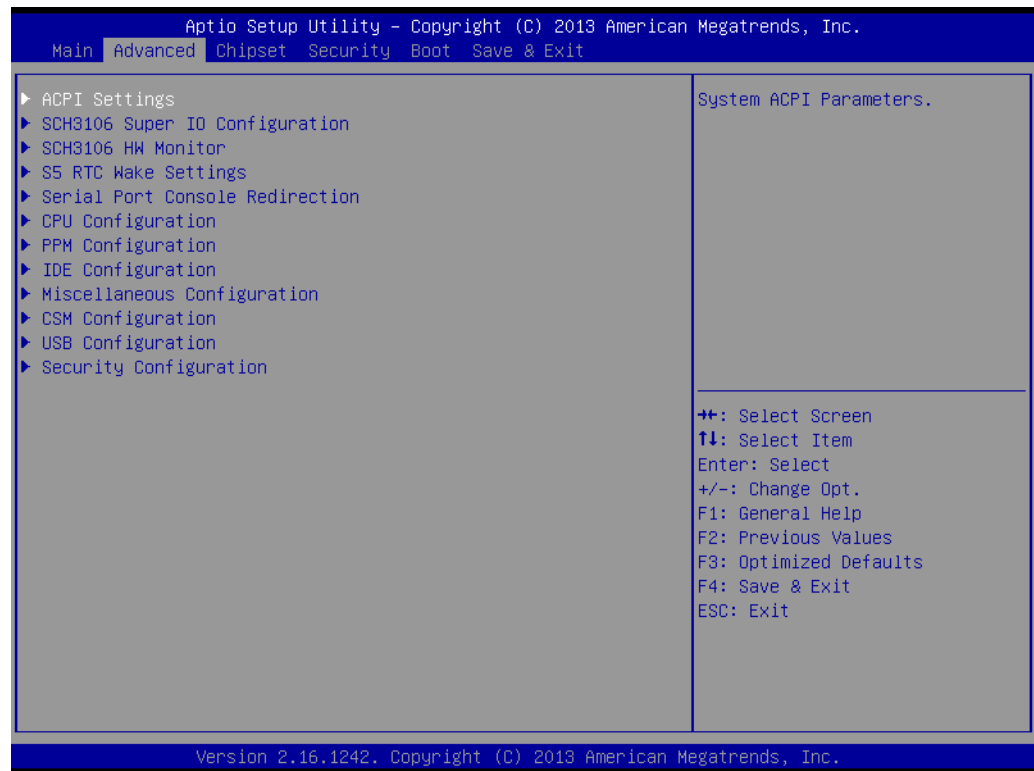 Aptio Setup Utility – Copyright (C) 2013 American Megatrends, Inc.
Main Advanced Chipset Security Boot Save & Exit
ACPI Settings
SCH3106 Super IO Configuration
SCH3106 HW Monitor
S5 RTC Wake Settings
Serial Port Console Redirection
CPU Configuration
PPM Configuration
IDE Configuration
Miscellaneous Configuration
CSM Configuration
USB Configuration
Security Configuration
System ACPI Parameters.
→←: Select Screen
↑↓: Select Item
Enter: Select
+/-: Change Opt.
F1: General Help
F2: Previous Values
F3: Optimized Defaults
F4: Save & Exit
ESC: Exit
Version 2.16.1242. Copyright (C) 2013 American Megatrends, Inc.